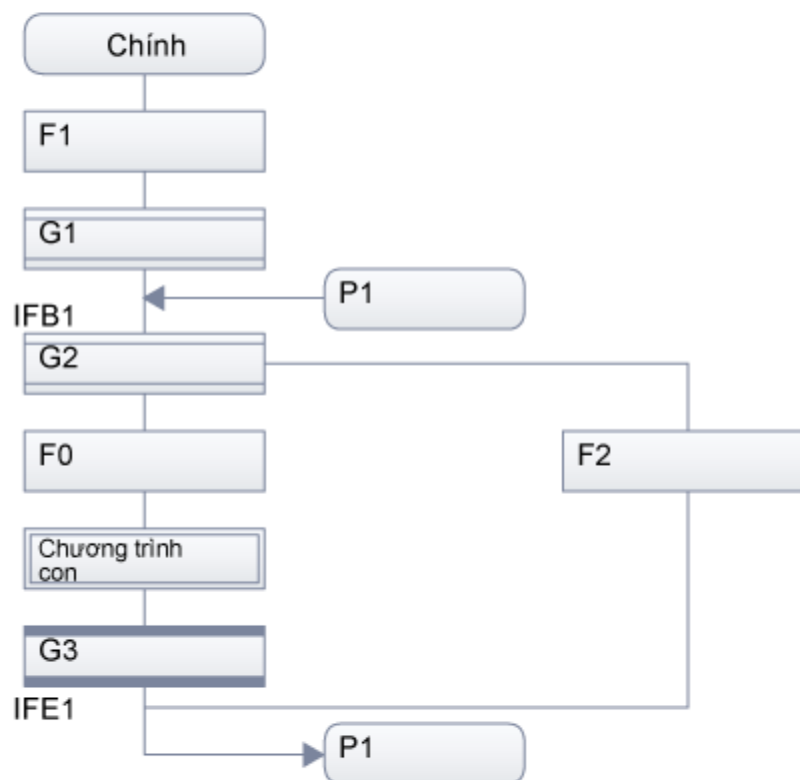 Chính
F1
G1
P1
IFB1
G2
F0
F2
Chương trình
con
G3
IFE1
P1